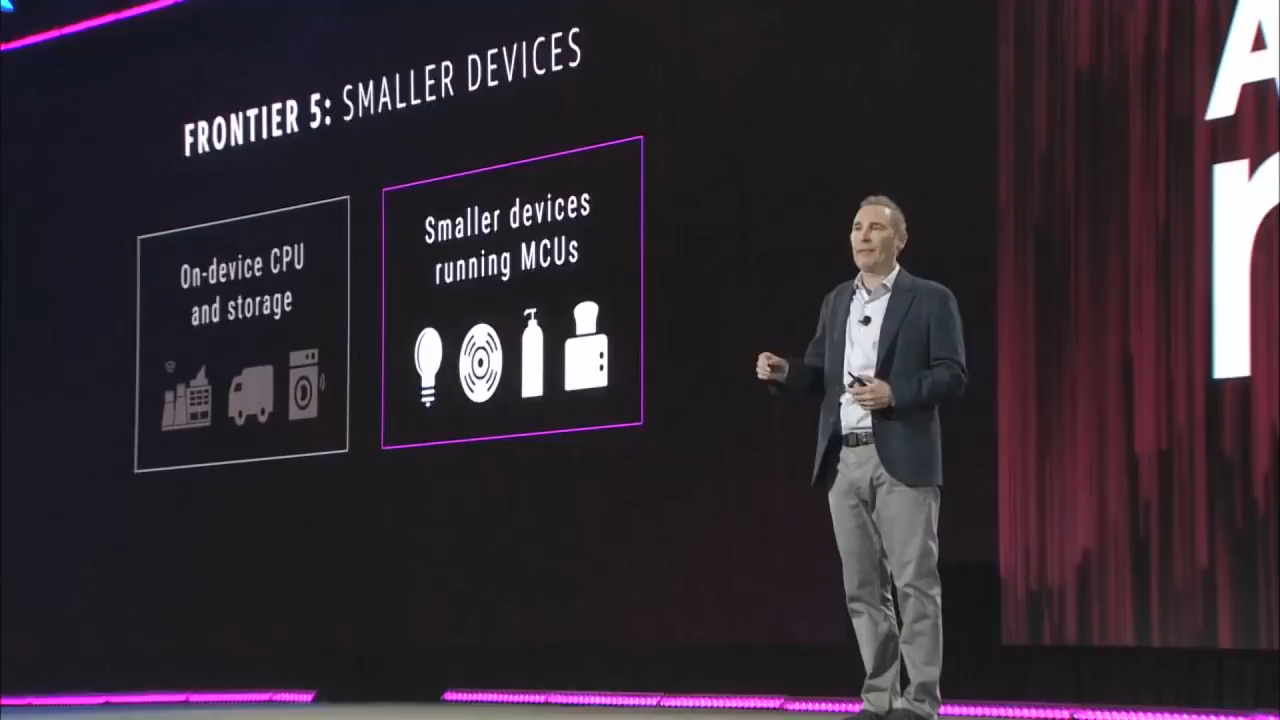 FRONTIER 5: SMALLER DEVICES
On-device CPU
and storage
Smaller devices
running MCUs